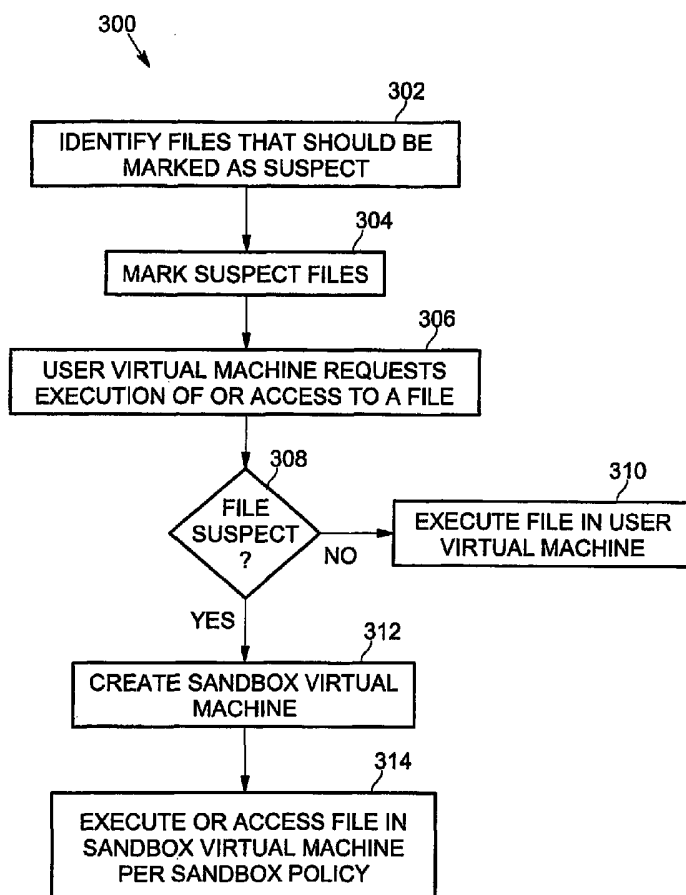 300
302
IDENTIFY FILES THAT SHOULD BE
MARKED AS SUSPECT
304
MARK SUSPECT FILES
306
USER VIRTUAL MACHINE REQUESTS
EXECUTION OF OR ACCESS TO A FILE
308
FILE
SUSPECT
?
NO
310
EXECUTE FILE IN USER
VIRTUAL MACHINE
YES
312
CREATE SANDBOX VIRTUAL
MACHINE
314
EXECUTE OR ACCESS FILE IN
SANDBOX VIRTUAL MACHINE
PER SANDBOX POLICY